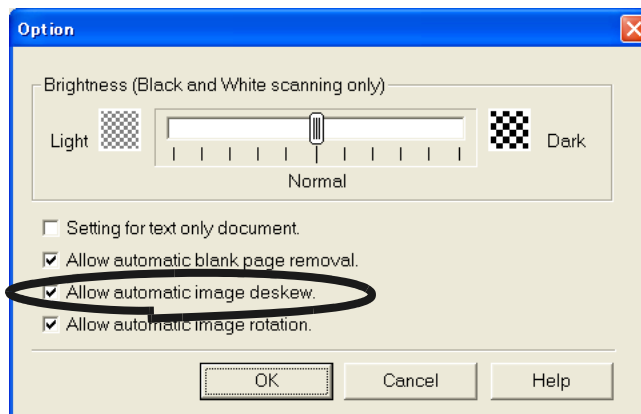 Option
Brightness (Black and White scanning only)
Light
Dark
Normal
Setting for text only document.
Allow automatic blank page removal.
Allow automatic image deskew.
Allow automatic image rotation.
OK Cancel Help